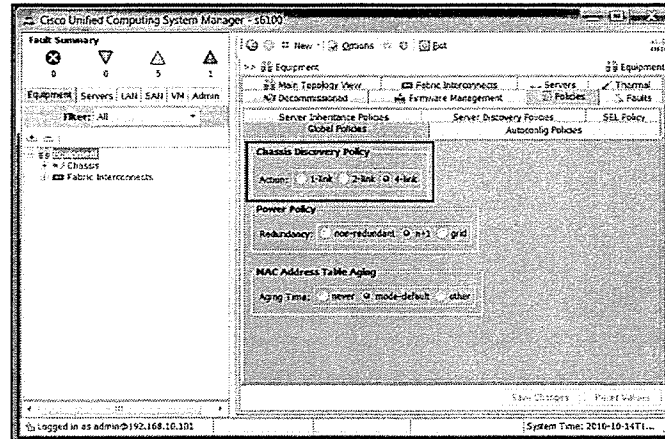 Cisco Unified Computing System Manager - s6100
Fault Summary
0 0 5 1
Equipment Servers LAN SAN VM Admin
Filter: All
Chassis
Fabric Interconnects
New Options Exit
>> Equipment Equipment
Main Topology View Fabric Interconnects Servers Thermal
Decommissioned Firmware Management Policies Faults
Server Inheritance Policies Server Discovery Policies SEL Policy
Global Policies Autoconfig Policies
Chassis Discovery Policy
Action: 1-link 2-link 4-link
Power Policy
Redundancy: non-redundant n+1 grid
MAC Address Table Aging
Aging Time: never mode-default other
Save Changes Reset Values
Logged in as admin@192.168.10.101 System Time: 2010-10-14T1...